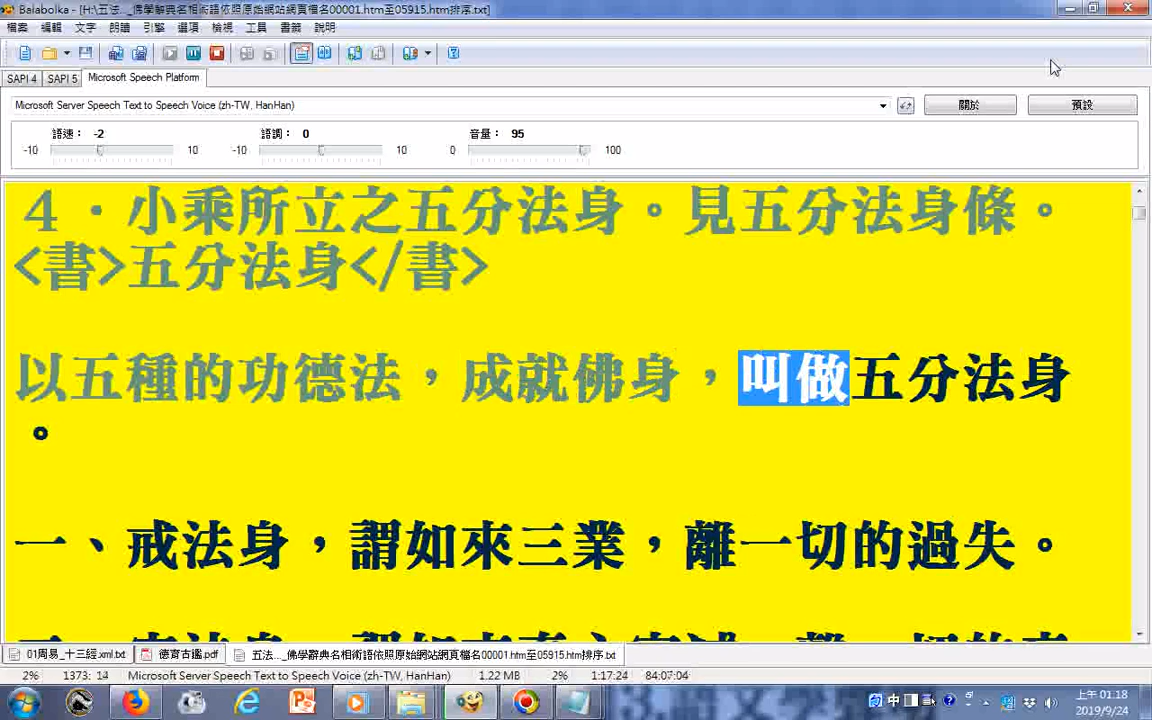 Balabolka - [H:\五法..._佛學辭典名相術語依照原始網站網頁檔名00001.htm至05915.htm排序.txt]
檔案 編輯 文字 朗讀 引擎 選項 檢視 工具 書籤 說明
SAPI 4 SAPI 5 Microsoft Speech Platform
Microsoft Server Speech Text to Speech Voice (zh-TW, HanHan) 關於 預設
語速： -2 語調： 0 音量： 95
-10 10 -10 10 0 100
４．小乘所立之五分法身。見五分法身條。
<書>五分法身</書>
以五種的功德法，成就佛身，叫做五分法身
。
一、戒法身，謂如來三業，離一切的過失。
01周易_十三經.xml.txt 德育古鑑.pdf 五法..._佛學辭典名相術語依照原始網站網頁檔名00001.htm至05915.htm排序.txt
2% 1373: 14 Microsoft Server Speech Text to Speech Voice (zh-TW, HanHan) 1.22 MB 2% 1:17:24 84:07:04
中 上午 01:18
2019/9/24